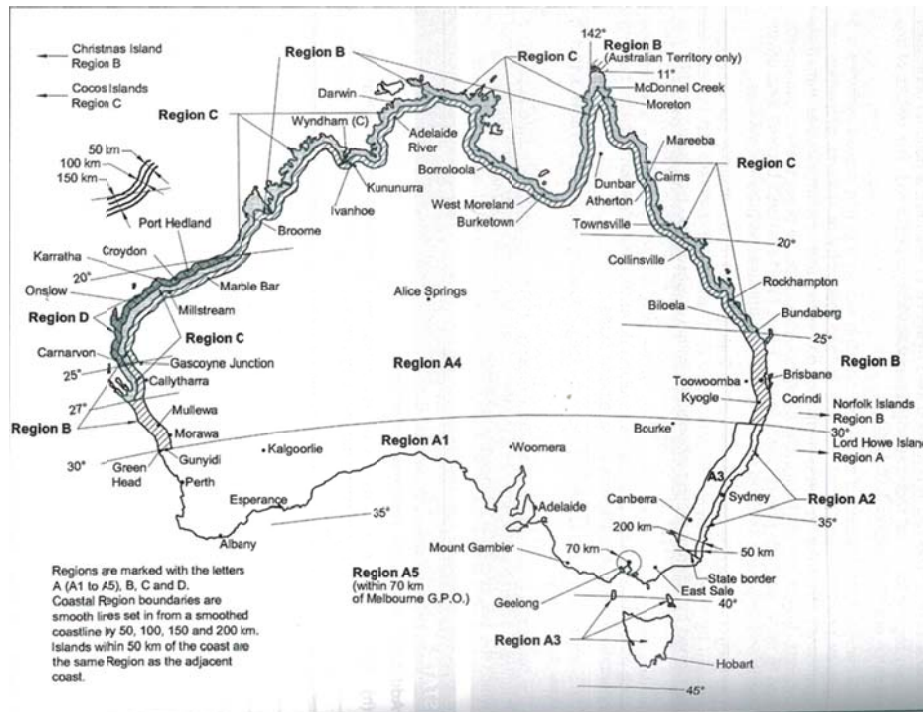 Christmas Island
Region B
Cocos Islands
Region C
50 km
100 km
150 km
Region B
Region C
142°
Region B
(Australian Territory only)
11°
McDonnel Creek
Moreton
Darwin
Region C
Wyndham (C)
Adelaide
River
Mareeba
Region C
Borroloola
Cairns
Kununurra
Ivanhoe
Dunbar
Atherton
West Moreland
Burketown
Port Hedland
Broome
Townsville
20°
Karratha
Croydon
20°
Collinsville
Marble Bar
Rockhampton
Onslow
Alice Springs
Biloela
Millstream
Bundaberg
Region D
Region C
25°
Carnarvon
Gascoyne Junction
Region A4
Region B
25°
Callytharra
Toowoomba
Brisbane
27°
Kyogle
Corindi
Norfolk Islands
Region B
Mullewa
Region B
Morawa
Bourke
30°
Region A1
Woomera
Kalgoorlie
Lord Howe Island
Region A
30°
Green
Head
Gunyidi
A3
Perth
Sydney
Region A2
Esperance
Adelaide
Canberra
35°
200 km
35°
Albany
Mount Gambier
70 km
50 km
State border
Regions are marked with the letters
A (A1 to A5), B, C and D.
Coastal Region boundaries are
smooth lires set in from a smoothed
coastline by 50, 100, 150 and 200 km.
Islands wihin 50 km of the coast are
the same Region as the adjacent
coast.
Region A5
(within 70 km
of Melbourne G.P.O.)
East Sale
Geelong
40°
Region A3
Hobart
45°